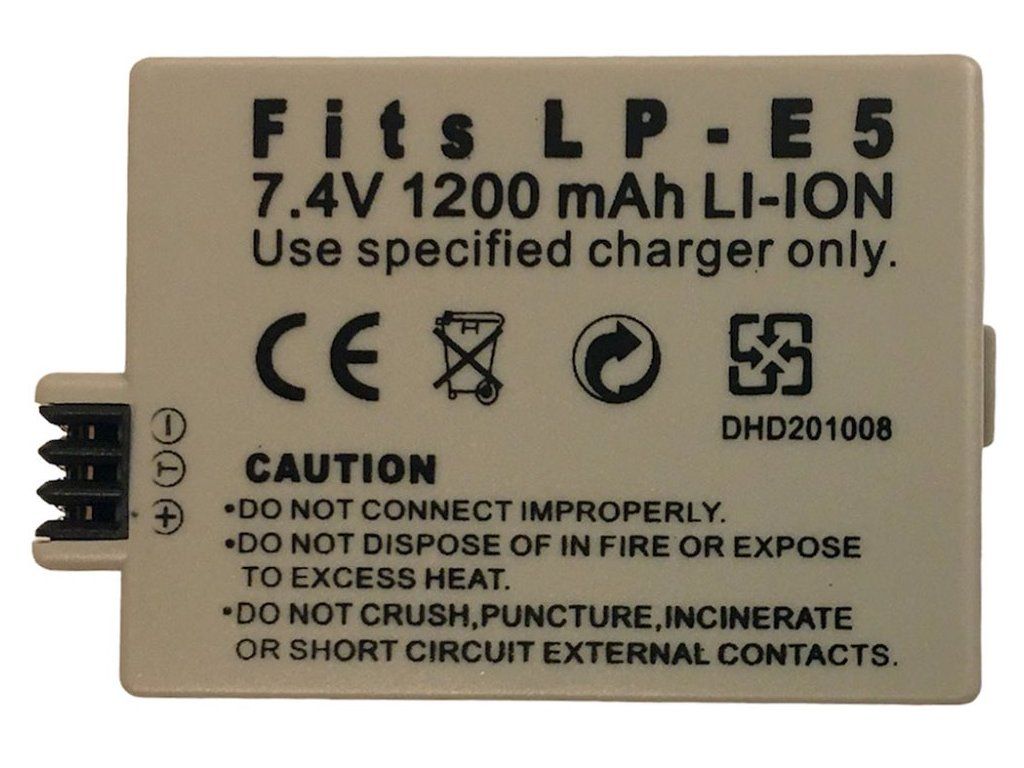 Fits LP-E5
7.4V 1200 mAh LI-ION
Use specified charger only.
CE
DHD201008
−
T
+
CAUTION
•DO NOT CONNECT IMPROPERLY.
•DO NOT DISPOSE OF IN FIRE OR EXPOSE
TO EXCESS HEAT.
•DO NOT CRUSH,PUNCTURE,INCINERATE
OR SHORT CIRCUIT EXTERNAL CONTACTS.